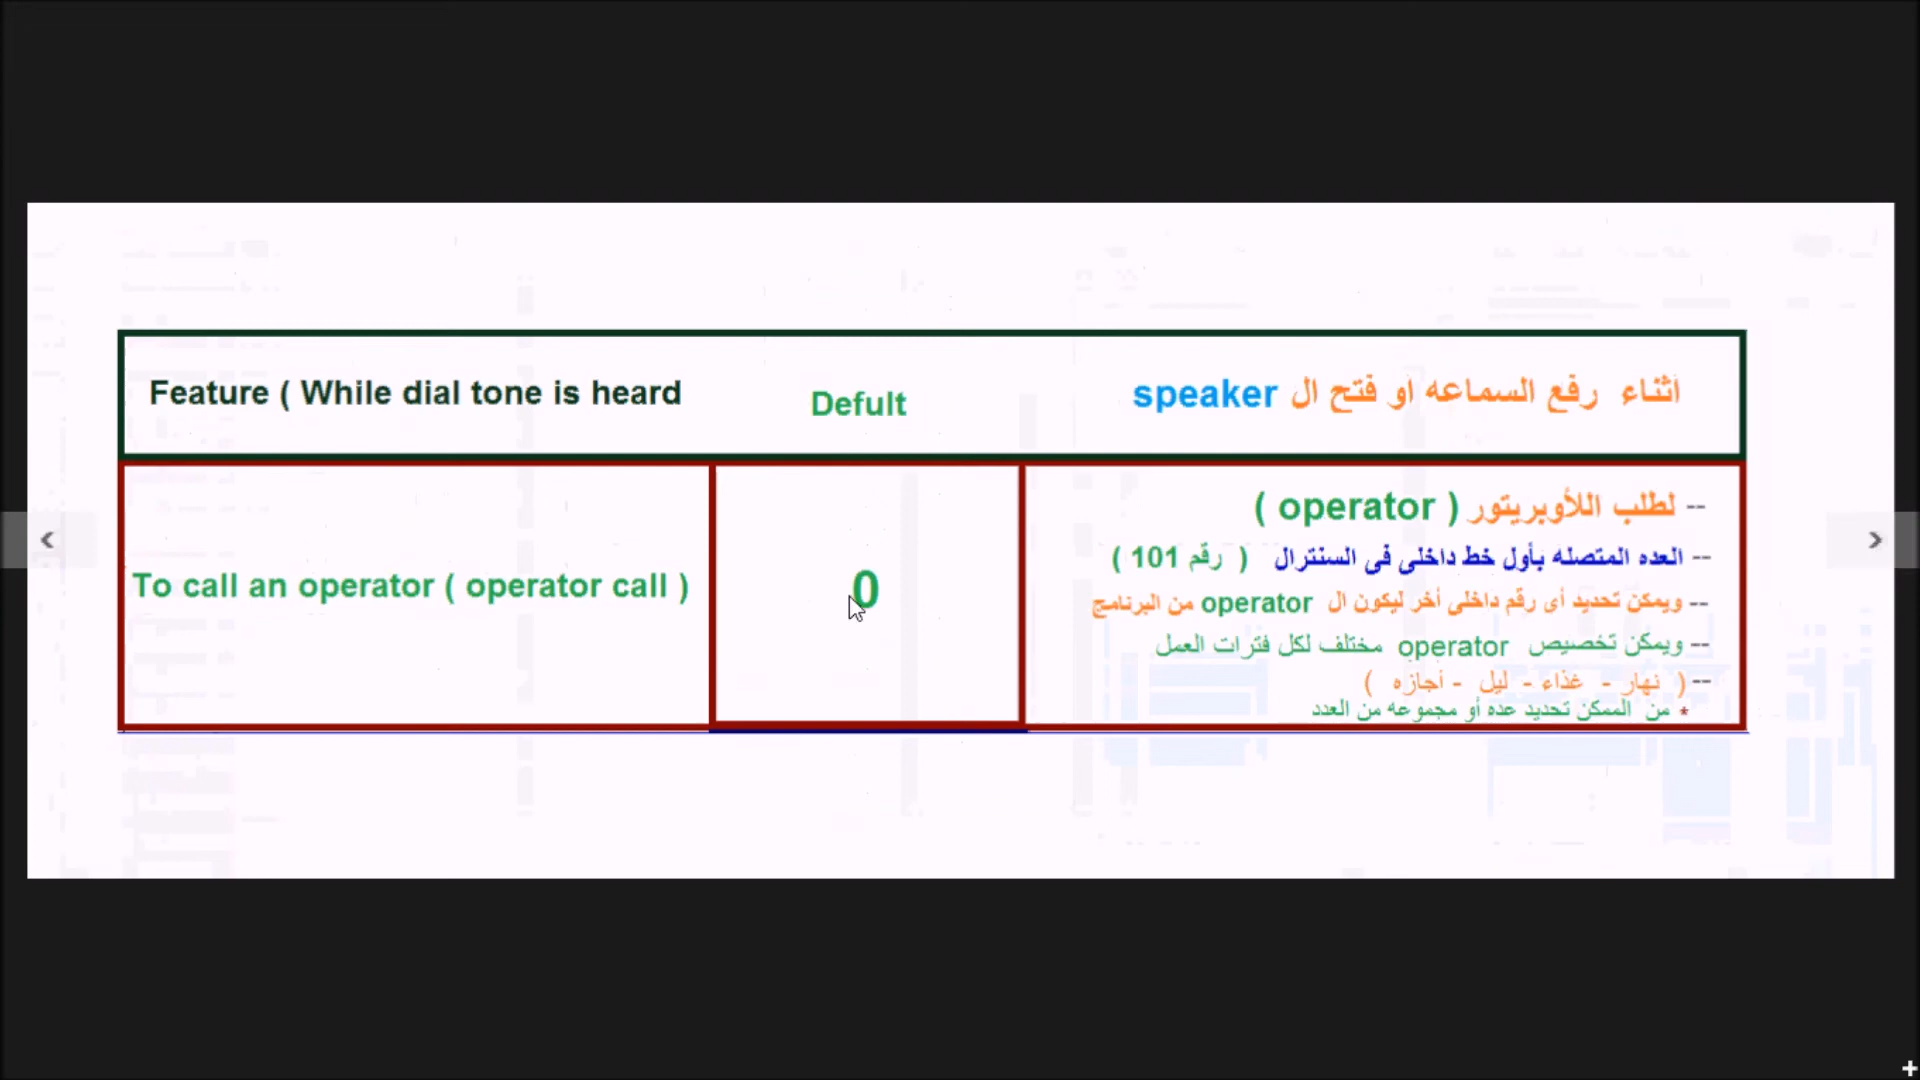 Feature ( While dial tone is heard
Defult
أثناء رفع السماعه او فتح ال speaker
To call an operator ( operator call )
0
-- لطلب اللأوبريتور ( operator )
-- العده المتصله بأول خط داخلى فى السنترال ( رقم 101 )
-- ويمكن تحديد أى رقم داخلى أخر ليكون ال operator من البرنامج
-- ويمكن تخصيص operator مختلف لكل فترات العمل
-- ( نهار - غذاء - ليل - أجازه )
* من الممكن تحديد عده أو مجموعه من العدد